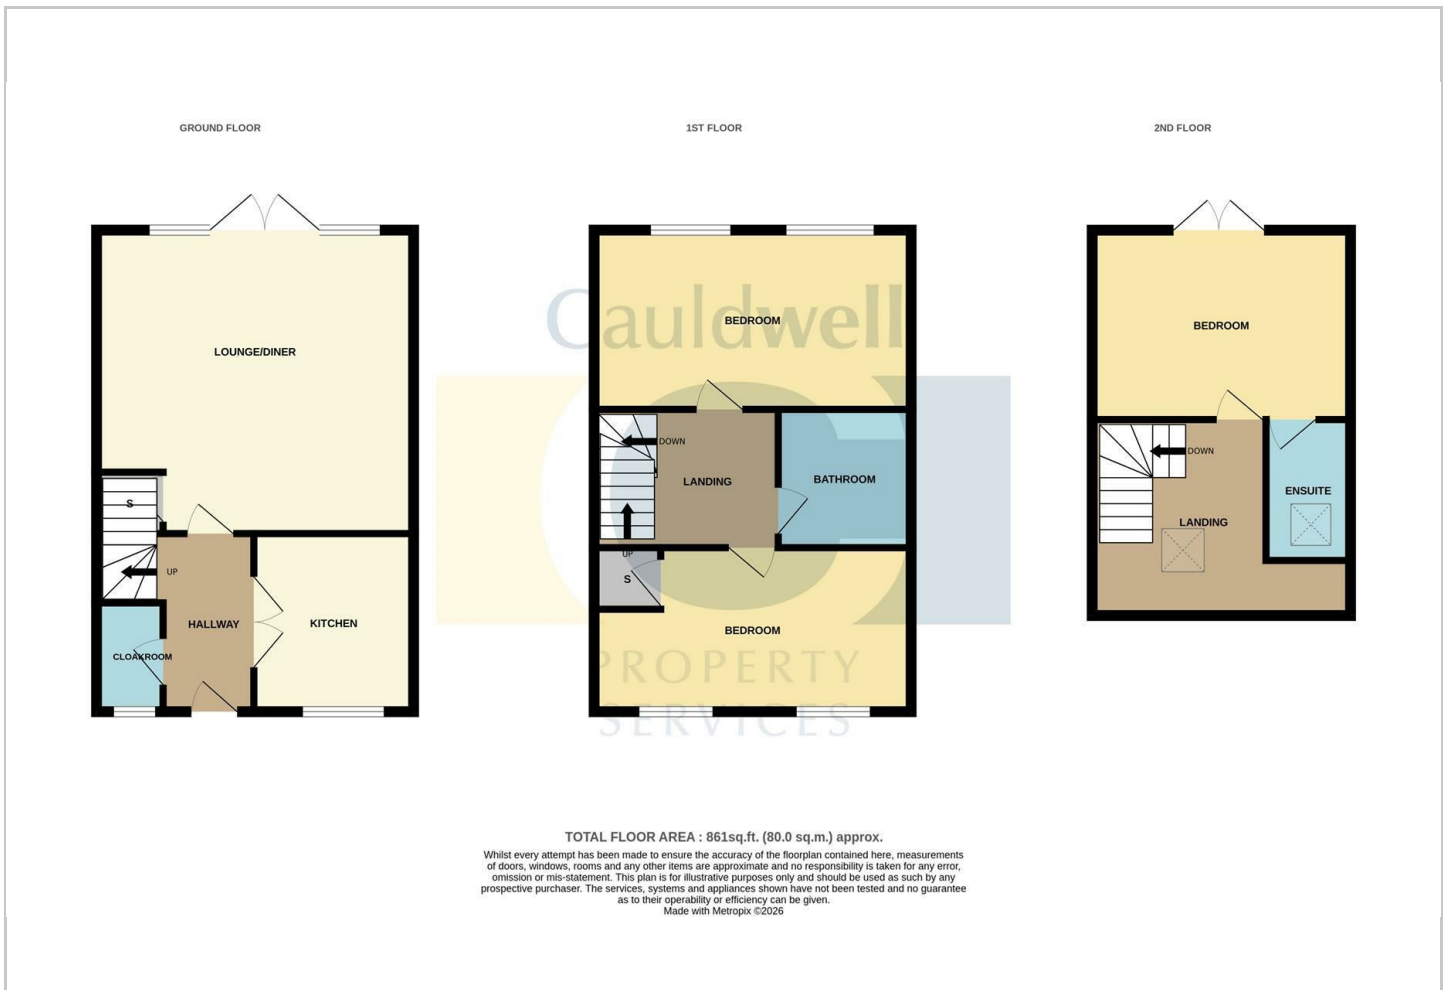 GROUND FLOOR
1ST FLOOR
2ND FLOOR
LOUNGE/DINER
S
UP
HALLWAY
KITCHEN
CLOAKROOM
Cauldwell
PROPERTY
SERVICES
BEDROOM
DOWN
LANDING
BATHROOM
UP
S
BEDROOM
BEDROOM
DOWN
ENSUITE
LANDING
TOTAL FLOOR AREA : 861sq.ft. (80.0 sq.m.) approx.
Whilst every attempt has been made to ensure the accuracy of the floorplan contained here, measurements
of doors, windows, rooms and any other items are approximate and no responsibility is taken for any error,
omission or mis-statement. This plan is for illustrative purposes only and should be used as such by any
prospective purchaser. The services, systems and appliances shown have not been tested and no guarantee
as to their operability or efficiency can be given.
Made with Metropix ©2026